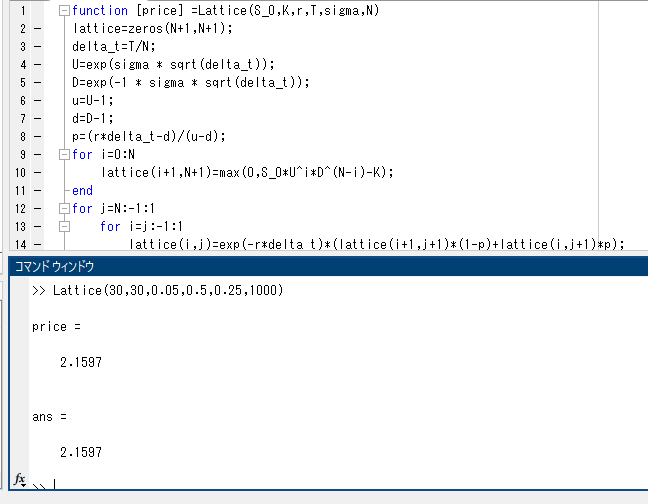 1 function [price] =Lattice(S_0,K,r,T,sigma,N)
2 - lattice=zeros(N+1,N+1);
3 - delta_t=T/N;
4 - U=exp(sigma * sqrt(delta_t));
5 - D=exp(-1 * sigma * sqrt(delta_t));
6 - u=U-1;
7 - d=D-1;
8 - p=(r*delta_t-d)/(u-d);
9 - for i=0:N
10 - lattice(i+1,N+1)=max(0,S_0*U^i*D^(N-i)-K);
11 - end
12 - for j=N:-1:1
13 - for i=j:-1:1
14 - lattice(i,j)=exp(-r*delta_t)*(lattice(i+1,j+1)*(1-p)+lattice(i,j+1)*p);
コマンド ウィンドウ
>> Lattice(30,30,0.05,0.5,0.25,1000)
price =
2.1597
ans =
2.1597
fx >>